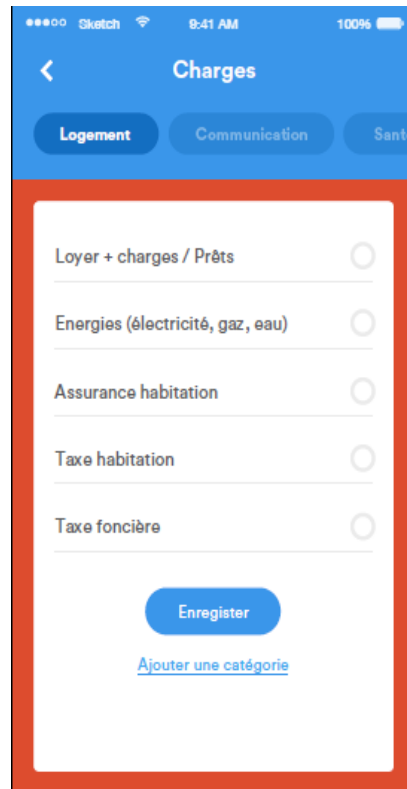 Sketch 9:41 AM 100%
Charges
Logement Communication Sant
Loyer + charges / Prêts
Energies (électricité, gaz, eau)
Assurance habitation
Taxe habitation
Taxe foncière
Enregister
Ajouter une catégorie